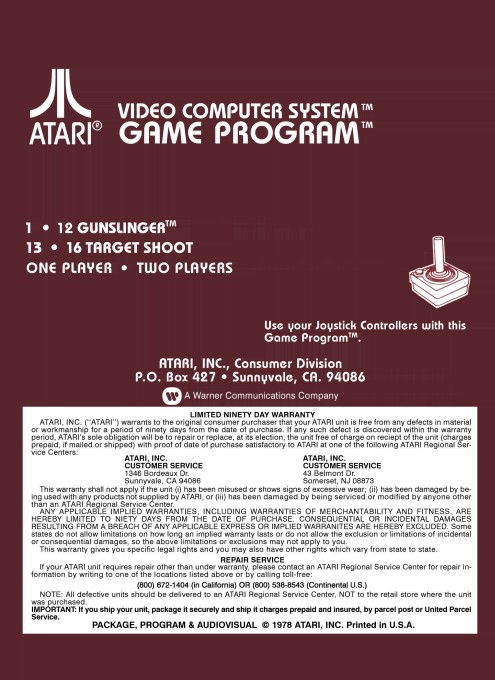 ATARI®
VIDEO COMPUTER SYSTEM™
GAME PROGRAM™
1 • 12 GUNSLINGER™
13 • 16 TARGET SHOOT
ONE PLAYER • TWO PLAYERS
Use your Joystick Controllers with this
Game Program™.
ATARI, INC., Consumer Division
P.O. Box 427 • Sunnyvale, CA. 94086
A Warner Communications Company
LIMITED NINETY DAY WARRANTY
ATARI, INC. ("ATARI") warrants to the original consumer purchaser that your ATARI unit is free from any defects in material
or workmanship for a period of ninety days from the date of purchase. If any such defect is discovered within the warranty
period, ATARI's sole obligation will be to repair or replace, at its election, the unit free of charge on reciept of the unit (charges
prepaid, if mailed or shipped) with proof of date of purchase satisfactory to ATARI at one of the following ATARI Regional Ser-
vice Centers:
ATARI, INC.
CUSTOMER SERVICE
1346 Bordeaux Dr.
Sunnyvale, CA 94086
ATARI, INC.
CUSTOMER SERVICE
43 Belmont Dr.
Somerset, NJ 08873
This warranty shall not apply if the unit (i) has been misused or shows signs of excessive wear; (ii) has been damaged by be-
ing used with any products not supplied by ATARI, or (iii) has been damaged by being serviced or modified by anyone other
than an ATARI Regional Service Center.
ANY APPLICABLE IMPLIED WARRANTIES, INCLUDING WARRANTIES OF MERCHANTABILITY AND FITNESS, ARE
HEREBY LIMITED TO NIETY DAYS FROM THE DATE OF PURCHASE. CONSEQUENTIAL OR INCIDENTAL DAMAGES
RESULTING FROM A BREACH OF ANY APPLICABLE EXPRESS OR IMPLIED WARRANITES ARE HEREBY EXCLUDED. Some
states do not allow limitations on how long an implied warranty lasts or do not allow the exclusion or limitations of incidental
or consequential damages, so the above limitations or exclusions may not apply to you.
This warranty gives you specific legal rights and you may also have other rights which vary from state to state.
REPAIR SERVICE
If your ATARI unit requires repair other than under warranty, please contact an ATARI Regional Service Center for repair in-
formation by writing to one of the locations listed above or by calling toll-free:
(800) 672-1404 (in California) OR (800) 538-8543 (Continental U.S.)
NOTE: All defective units should be delivered to an ATARI Regional Service Center, NOT to the retail store where the unit
was purchased.
IMPORTANT: If you ship your unit, package it securely and ship it charges prepaid and insured, by parcel post or United Parcel
Service.
PACKAGE, PROGRAM & AUDIOVISUAL © 1978 ATARI, INC. Printed in U.S.A.